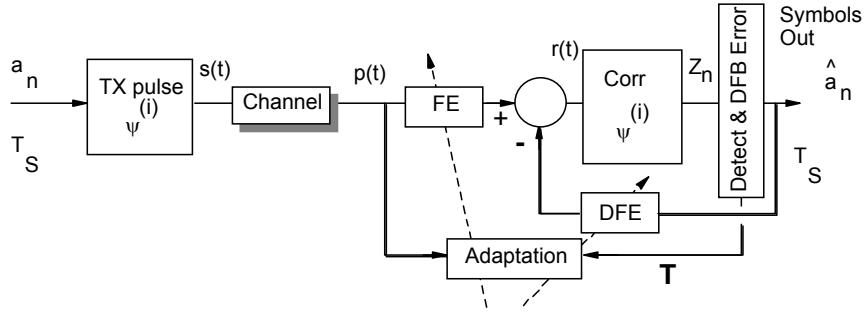 a n
T S
TX pulse
ψ (i)
s(t)
Channel
p(t)
FE
+
-
r(t)
Corr
ψ (i)
Z n
Detect & DFB Error
Symbols
Out
^
a n
T S
DFE
Adaptation
T